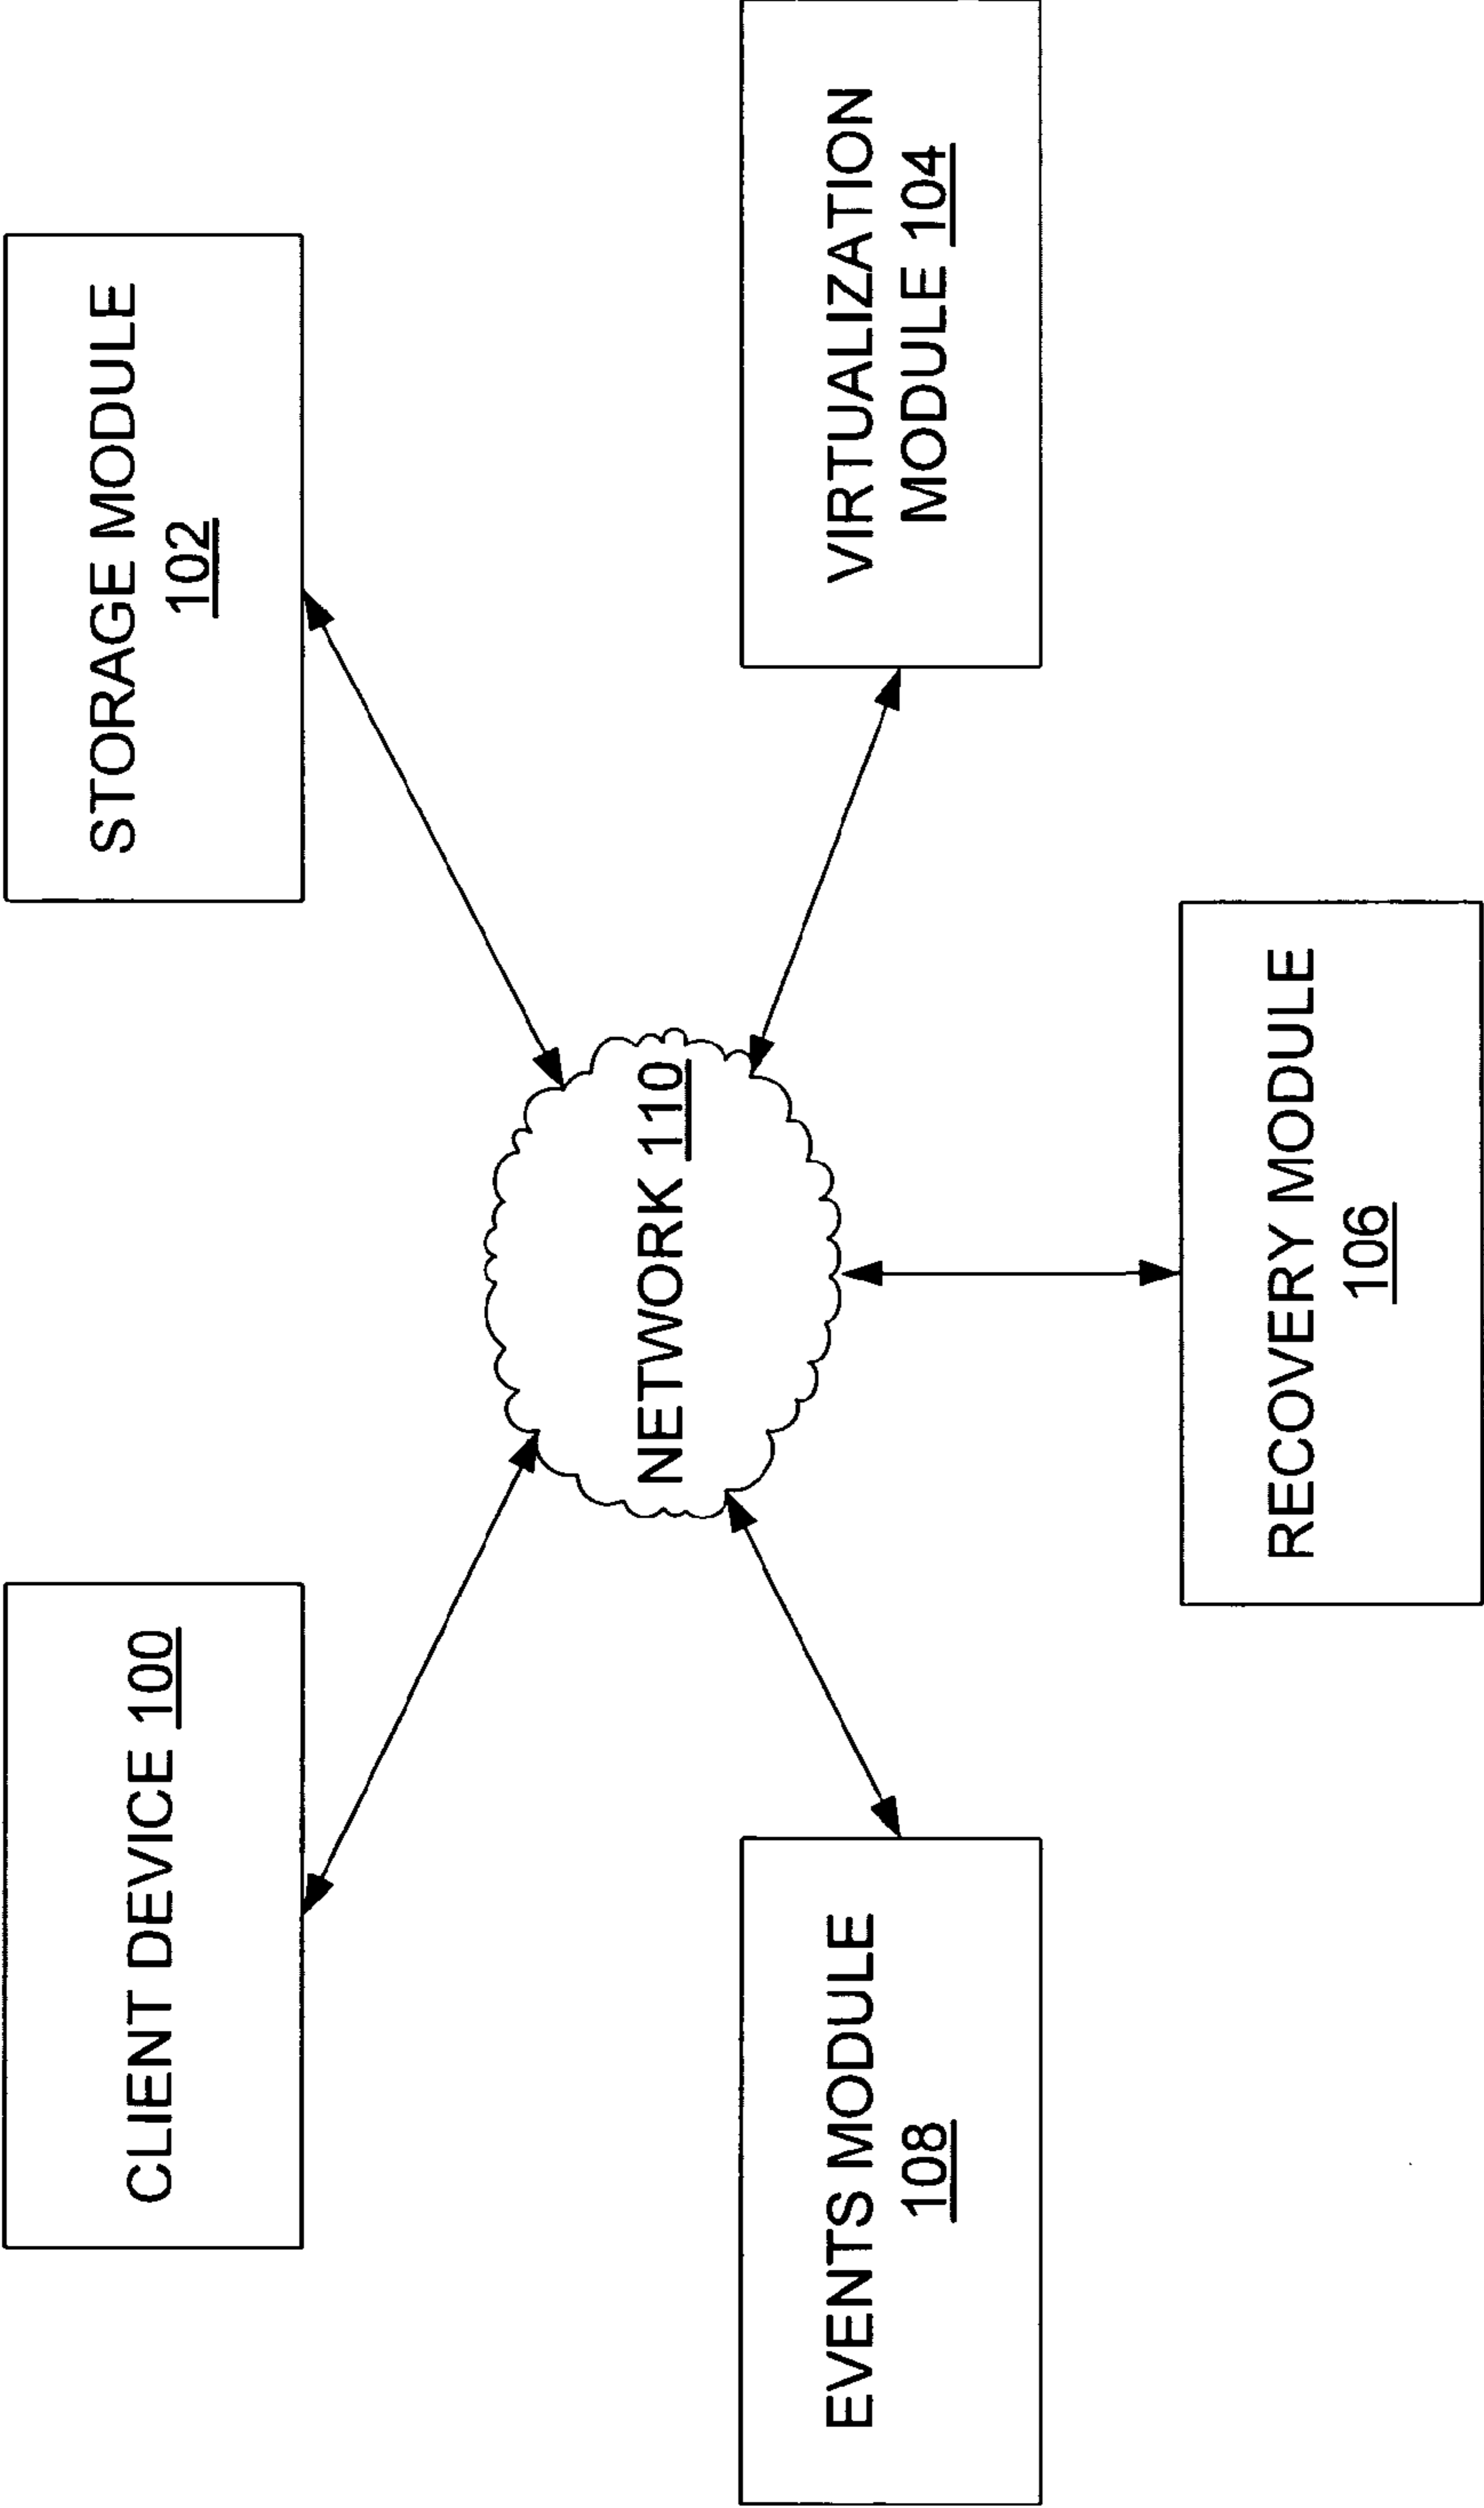 CLIENT DEVICE 100
STORAGE MODULE
102
NETWORK 110
EVENTS MODULE
108
VIRTUALIZATION
MODULE 104
RECOVERY MODULE
106